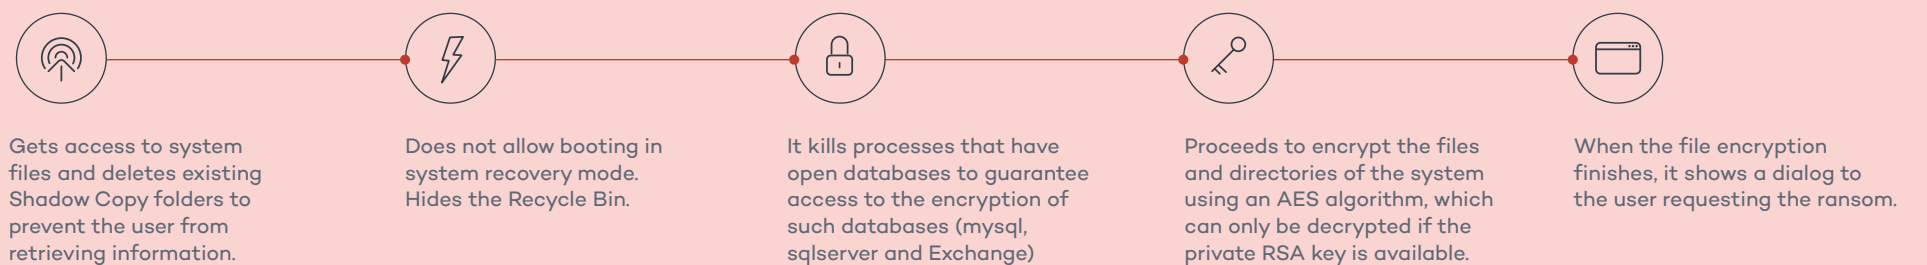 Gets access to system
files and deletes existing
Shadow Copy folders to
prevent the user from
retrieving information.
Does not allow booting in
system recovery mode.
Hides the Recycle Bin.
It kills processes that have
open databases to guarantee
access to the encryption of
such databases (mysql,
sqlserver and Exchange)
Proceeds to encrypt the files
and directories of the system
using an AES algorithm, which
can only be decrypted if the
private RSA key is available.
When the file encryption
finishes, it shows a dialog to
the user requesting the ransom.